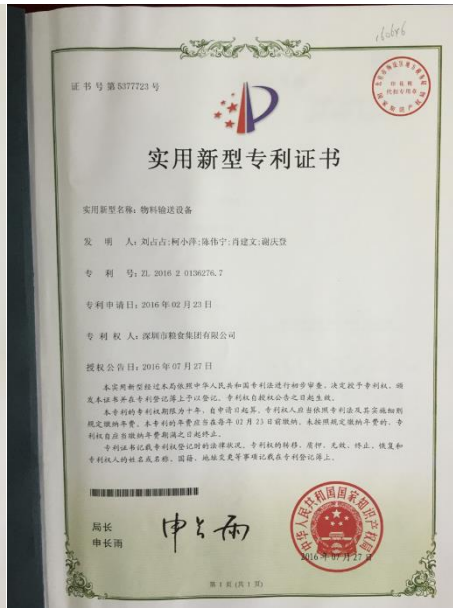 160646
证书号第5377723号
实用新型专利证书
实用新型名称：物料输送设备
发 明 人：刘占占;柯小萍;陈伟宁;肖建文;谢庆登
专 利 号：ZL 2016 2 0136276.7
专利申请日：2016年02月23日
专 利 权 人：深圳市粮食集团有限公司
授权公告日：2016年07月27日
本实用新型经过本局依照中华人民共和国专利法进行初步审查，决定授予专利权，颁
发本证书并在专利登记簿上予以登记。专利权自授权公告之日起生效。
本专利的专利权期限为十年，自申请日起算。专利权人应当依照专利法及其实施细则
规定缴纳年费。本专利的年费应当在每年02月23日前缴纳。未按照规定缴纳年费的，专
利权自应当缴纳年费期满之日起终止。
专利证书记载专利权登记时的法律状况。专利权的转移、质押、无效、终止、恢复和
专利权人的姓名或名称、国籍、地址变更等事项记载在专利登记簿上。
局长
申长雨
申长雨
中华人民共和国国家知识产权局
2016年07月27日
第1页(共1页)